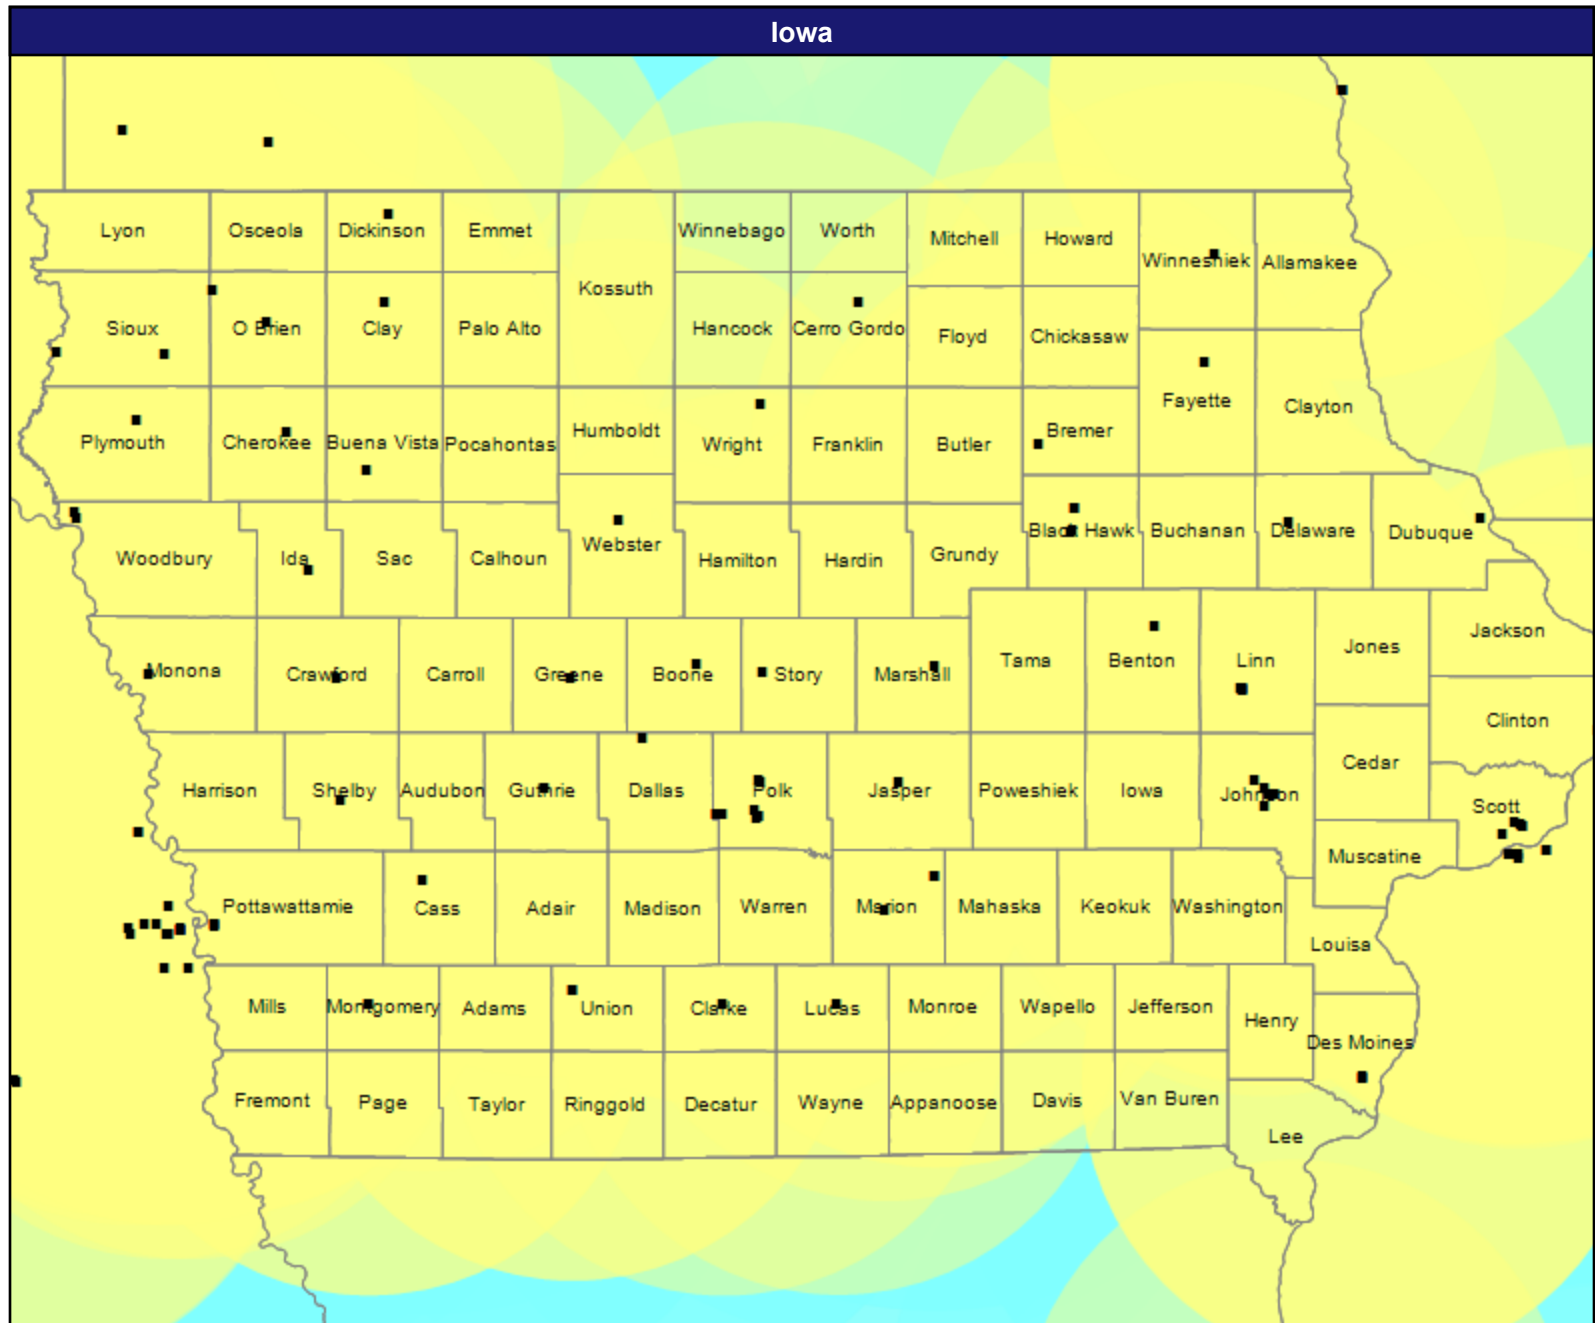 Iowa
Lyon
Osceola
Dickinson
Emmet
Winnebago
Worth
Mitchell
Howard
Winneshiek
Allamakee
Kossuth
Sioux
O Brien
Clay
Palo Alto
Hancock
Cerro Gordo
Floyd
Chickasaw
Fayette
Clayton
Plymouth
Cherokee
Buena Vista
Pocahontas
Humboldt
Wright
Franklin
Butler
Bremer
Woodbury
Ida
Sac
Calhoun
Webster
Hamilton
Hardin
Grundy
Black Hawk
Buchanan
Delaware
Dubuque
Monona
Crawford
Carroll
Greene
Boone
Story
Marshall
Tama
Benton
Linn
Jones
Jackson
Clinton
Harrison
Shelby
Audubon
Guthrie
Dallas
Polk
Jasper
Poweshiek
Iowa
Johnson
Cedar
Scott
Muscatine
Pottawattamie
Cass
Adair
Madison
Warren
Marion
Mahaska
Keokuk
Washington
Louisa
Mills
Montgomery
Adams
Union
Clarke
Lucas
Monroe
Wapello
Jefferson
Henry
Des Moines
Fremont
Page
Taylor
Ringgold
Decatur
Wayne
Appanoose
Davis
Van Buren
Lee